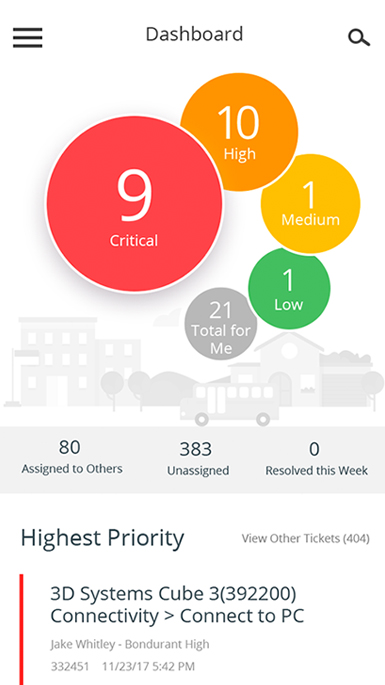 Dashboard
10
High
9
Critical
1
Medium
1
Low
21
Total for
Me
80
Assigned to Others
383
Unassigned
0
Resolved this Week
Highest Priority
View Other Tickets (404)
3D Systems Cube 3(392200)
Connectivity > Connect to PC
Jake Whitley - Bondurant High
332451 11/23/17 5:42 PM